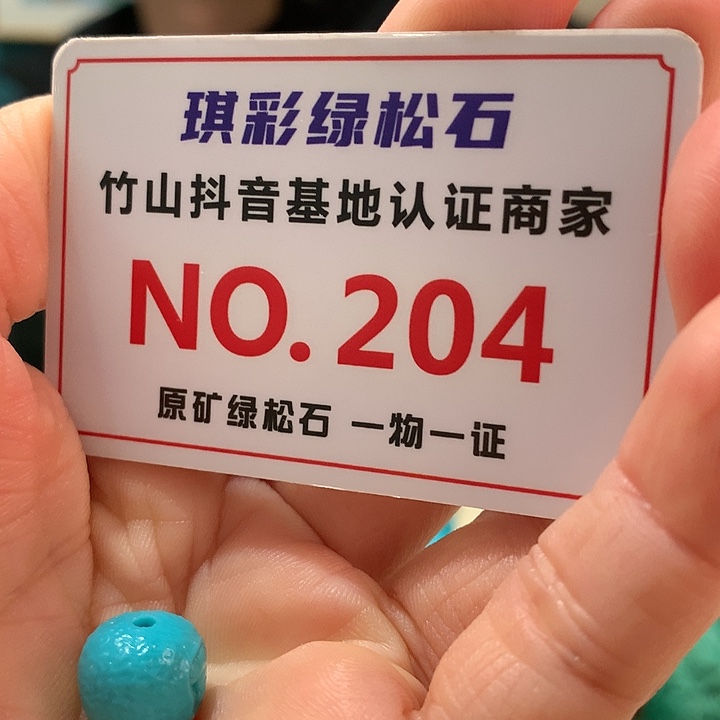 琪彩绿松石
竹山抖音基地认证商家
NO.204
原矿绿松石 一物一证